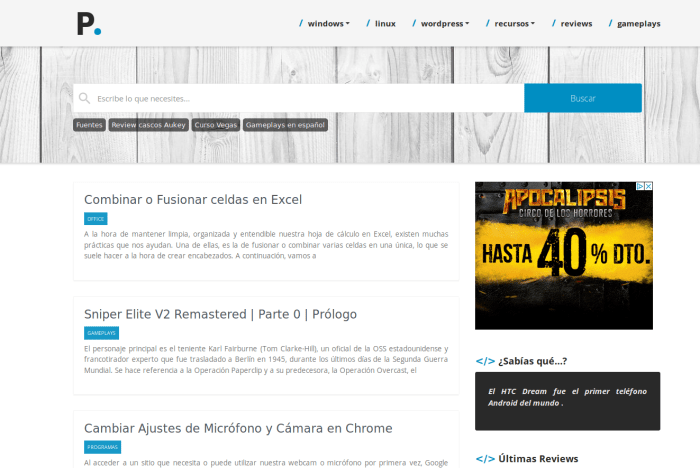 P.
/ windows / linux / wordpress / recursos / reviews / gameplays
Escribe lo que necesites...
Buscar
Fuentes Review cascos Aukey Curso Vegas Gameplays en español
Combinar o Fusionar celdas en Excel
OFFICE
A la hora de mantener limpia, organizada y entendible nuestra hoja de cálculo en Excel, existen muchas
prácticas que nos ayudan. Una de ellas, es la de fusionar o combinar varias celdas en una única, lo que se
suele hacer a la hora de crear encabezados. A continuación, vamos a
Sniper Elite V2 Remastered | Parte 0 | Prólogo
GAMEPLAYS
El personaje principal es el teniente Karl Fairburne (Tom Clarke-Hill), un oficial de la OSS estadounidense y
francotirador experto que fue trasladado a Berlín en 1945, durante los últimos días de la Segunda Guerra
Mundial. Se hace referencia a la Operación Paperclip y a su predecesora, la Operación Overcast, el
Cambiar Ajustes de Micrófono y Cámara en Chrome
PROGRAMAS
Al acceder a un sitio que necesita o puede utilizar nuestra webcam o micrófono por primera vez, Google
APOCALIPSIS
CIRCO DE LOS HORRORES
HASTA 40% DTO.
</> ¿Sabías qué...?
El HTC Dream fue el primer teléfono
Android del mundo .
</> Últimas Reviews